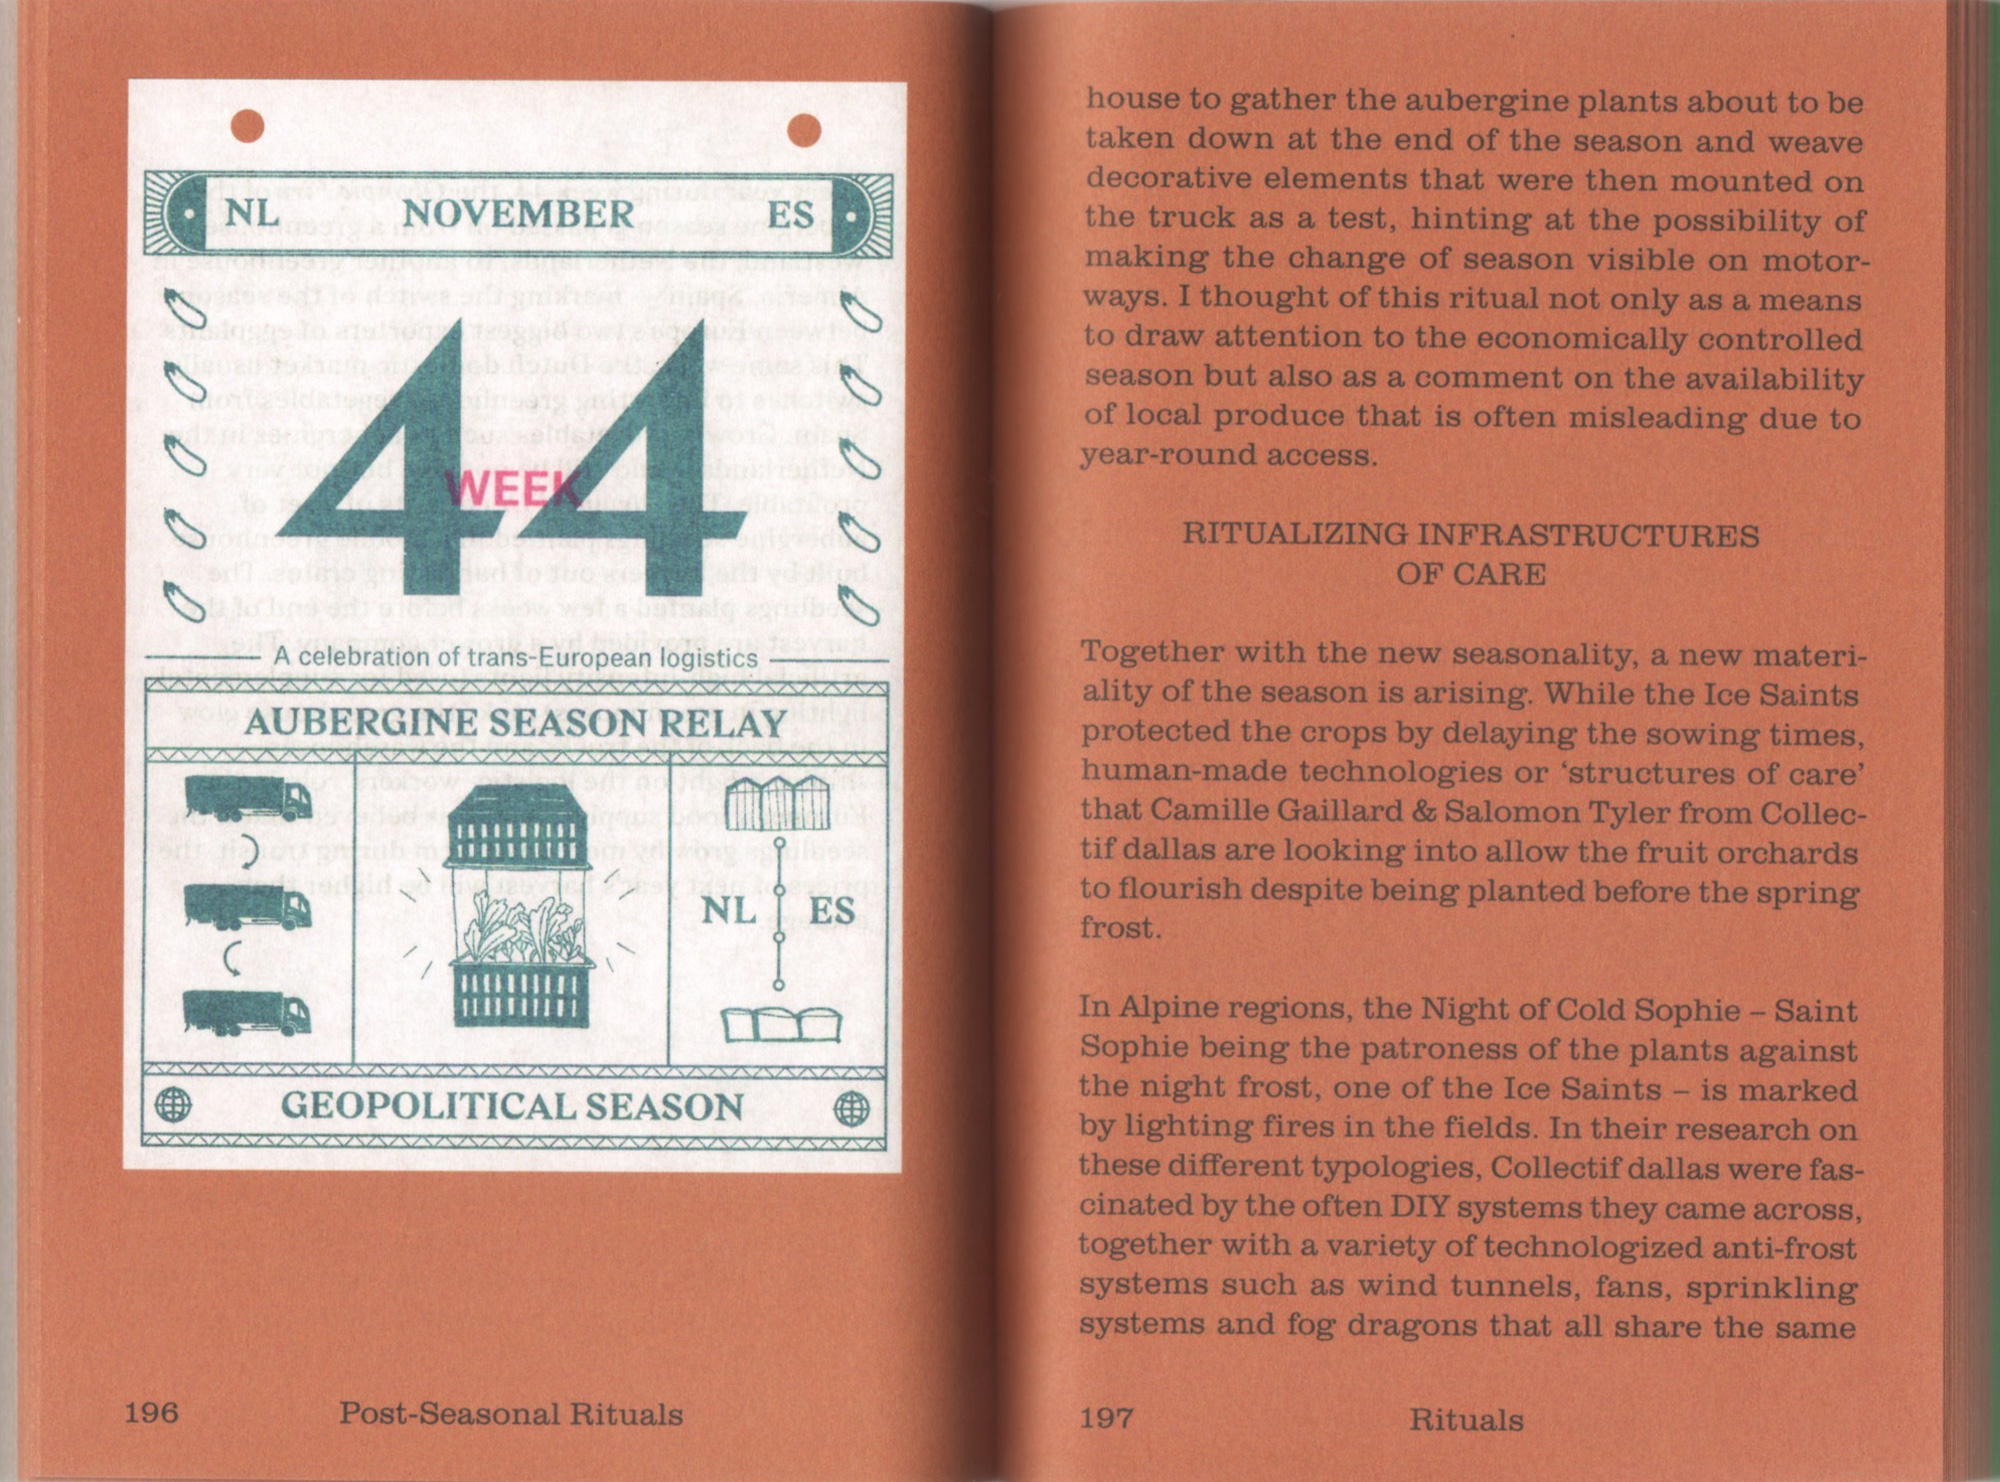 NL NOVEMBER ES
44
WEEK
A celebration of trans-European logistics
AUBERGINE SEASON RELAY
NL ES
GEOPOLITICAL SEASON
196 Post-Seasonal Rituals
house to gather the aubergine plants about to be
taken down at the end of the season and weave
decorative elements that were then mounted on
the truck as a test, hinting at the possibility of
making the change of season visible on motor-
ways. I thought of this ritual not only as a means
to draw attention to the economically controlled
season but also as a comment on the availability
of local produce that is often misleading due to
year-round access.
RITUALIZING INFRASTRUCTURES
OF CARE
Together with the new seasonality, a new materi-
ality of the season is arising. While the Ice Saints
protected the crops by delaying the sowing times,
human-made technologies or ‘structures of care’
that Camille Gaillard & Salomon Tyler from Collec-
tif dallas are looking into allow the fruit orchards
to flourish despite being planted before the spring
frost.
In Alpine regions, the Night of Cold Sophie – Saint
Sophie being the patroness of the plants against
the night frost, one of the Ice Saints – is marked
by lighting fires in the fields. In their research on
these different typologies, Collectif dallas were fas-
cinated by the often DIY systems they came across,
together with a variety of technologized anti-frost
systems such as wind tunnels, fans, sprinkling
systems and fog dragons that all share the same
197 Rituals